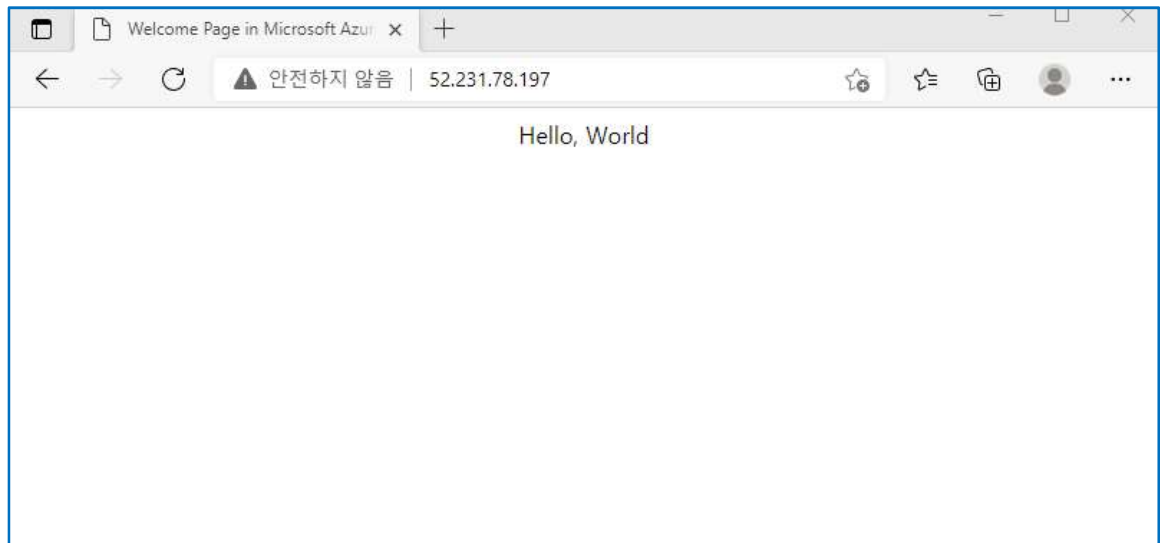 Welcome Page in Microsoft Azur
안전하지 않음 | 52.231.78.197
Hello, World